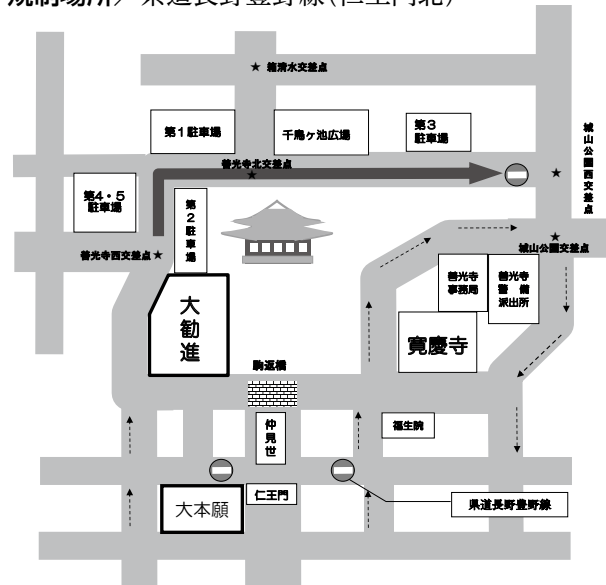 規制場所／県道長野豊野線(仁王門北)
★ 箱清水交差点
第1駐車場
千鳥ヶ池広場
第3
駐車場
城山公園西交差点
善光寺北交差点
★
★
第4・5
駐車場
第2駐車場
善光寺西交差点★
★
城山公園交差点
善光寺
事務局
善光寺
警備
派出所
大勧進
寛慶寺
駒返橋
仲見世
福生院
大本願
仁王門
県道長野豊野線